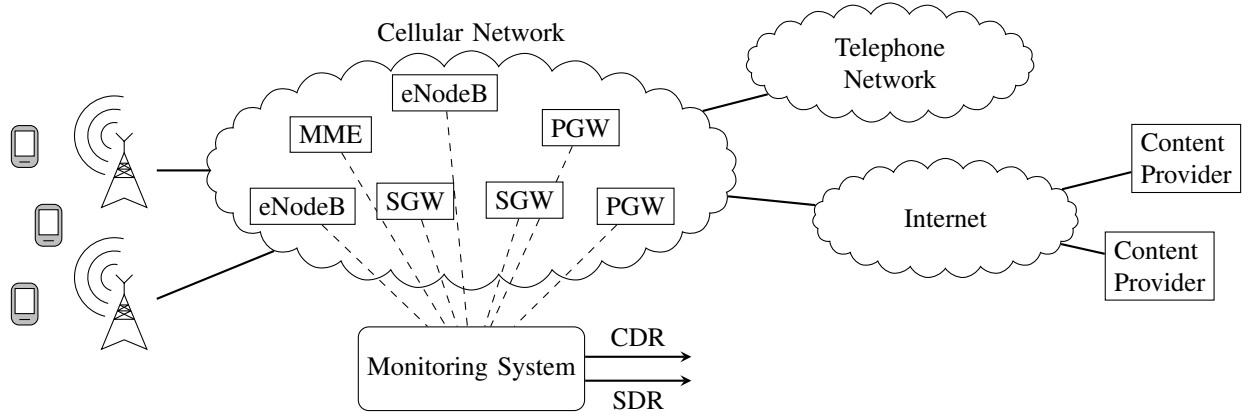 Cellular Network
Telephone
Network
eNodeB
MME
PGW
eNodeB
SGW
SGW
PGW
Content
Provider
Internet
Content
Provider
Monitoring System
CDR
SDR